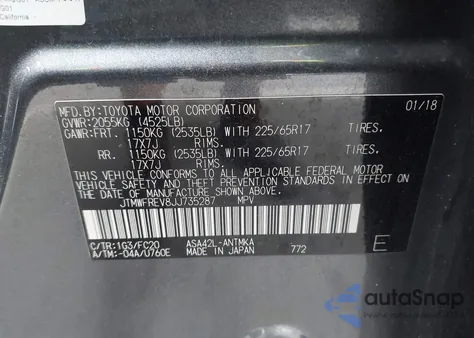 G01
California
MFD.BY:TOYOTA MOTOR CORPORATION 01/18
GVWR:2055KG (4525LB)
GAWR:FRT. 1150KG (2535LB) WITH 225/65R17 TIRES.
17X7J RIMS.
RR. 1150KG (2535LB) WITH 225/65R17 TIRES.
17X7J RIMS.
THIS VEHICLE CONFORMS TO ALL APPLICABLE FEDERAL MOTOR
VEHICLE SAFETY AND THEFT PREVENTION STANDARDS IN
EFFECT ON THE DATE OF MANUFACTURE SHOWN ABOVE.
JTMWFREV8JJ735287 MPV
C/TR:1G3/FC20 ASA42L-ANTMKA
A/TM:-04A/U760E MADE IN JAPAN 772 E
autoSnap